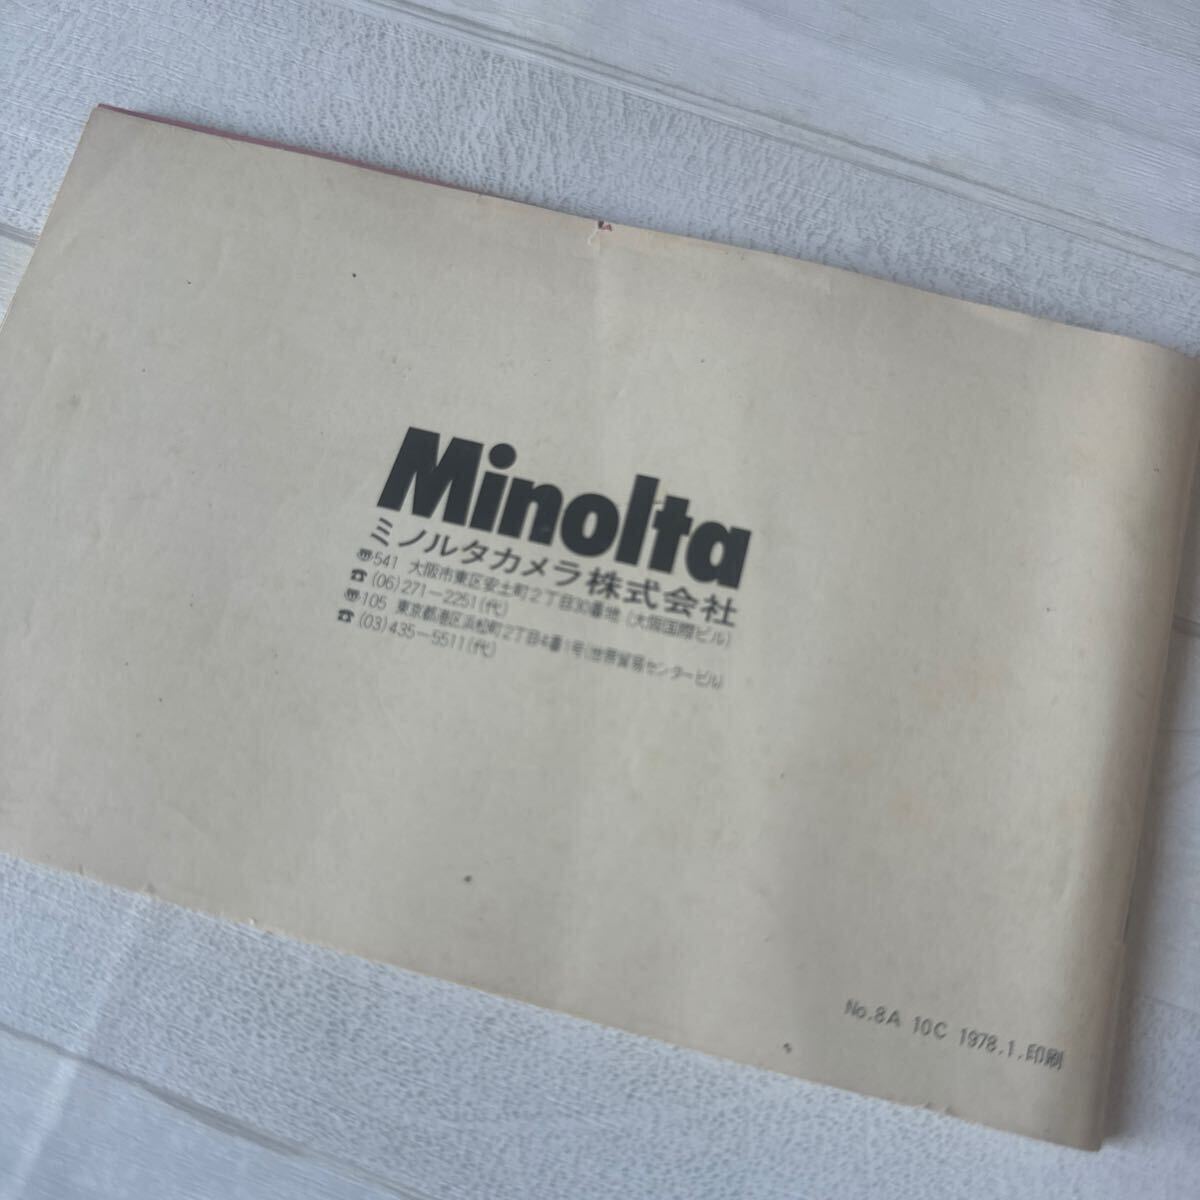 Minolta
ミノルタカメラ株式会社
〠541 大阪市東区安土町2丁目30番地 (大阪国際ビル)
☎ (06)271−2251(代)
〠105 東京都港区浜松町2丁目4番1号(世界貿易センタービル)
☎ (03)435−5511(代)
No.8A 10C 1978.1.印刷